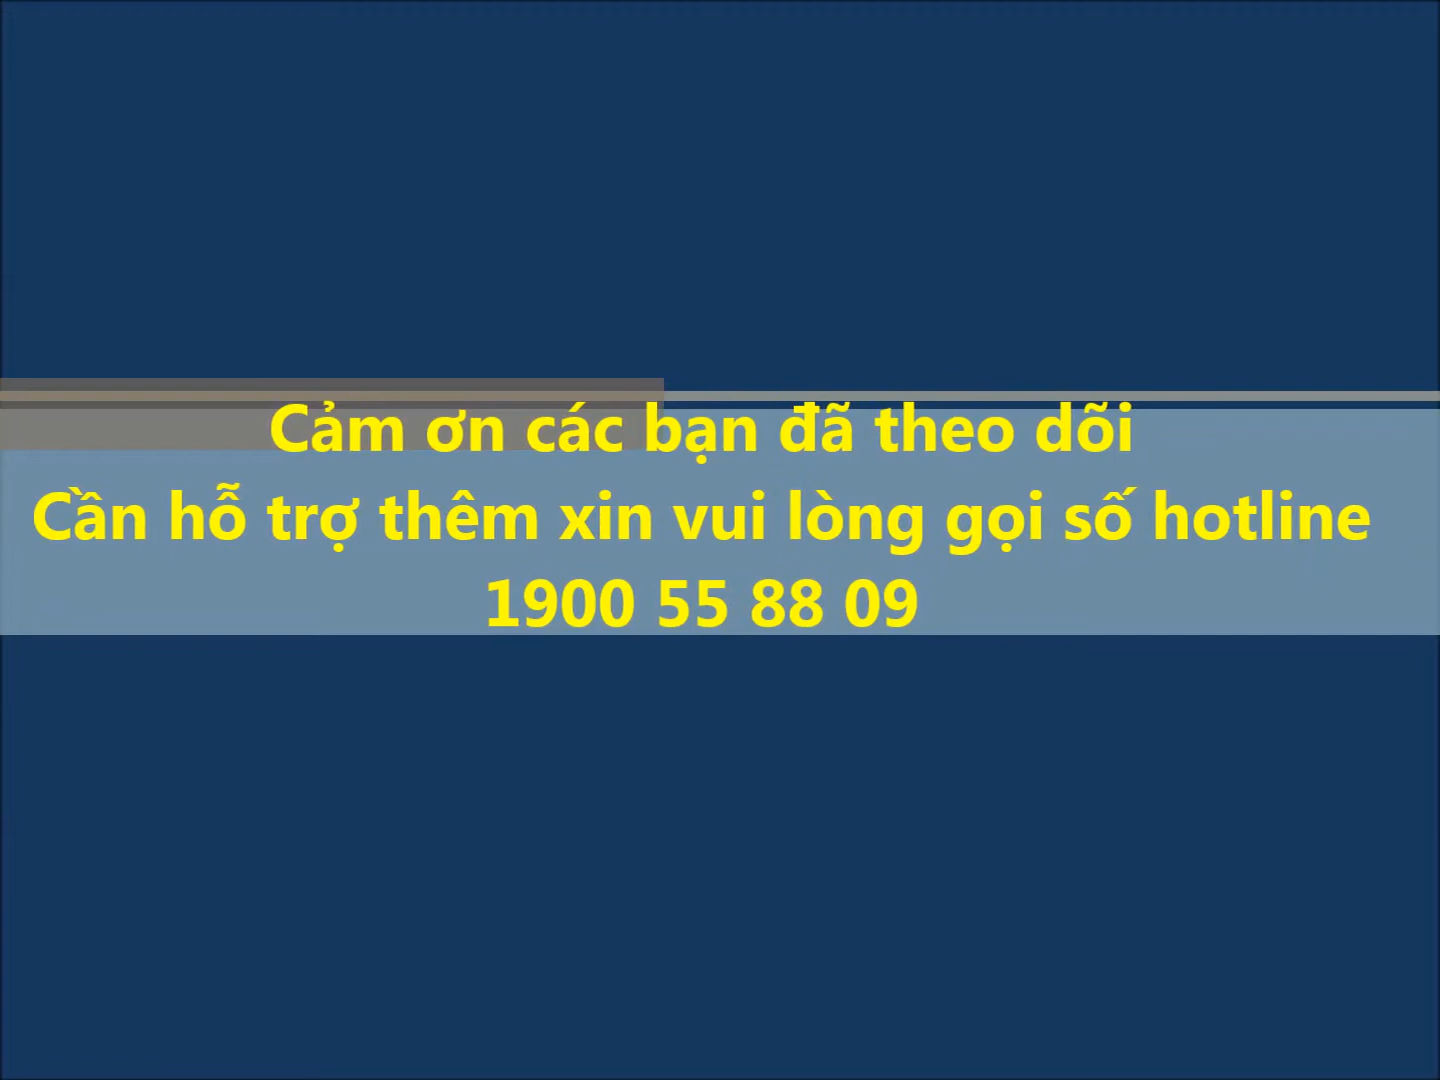 Cảm ơn các bạn đã theo dõi
Cần hỗ trợ thêm xin vui lòng gọi số hotline
1900 55 88 09